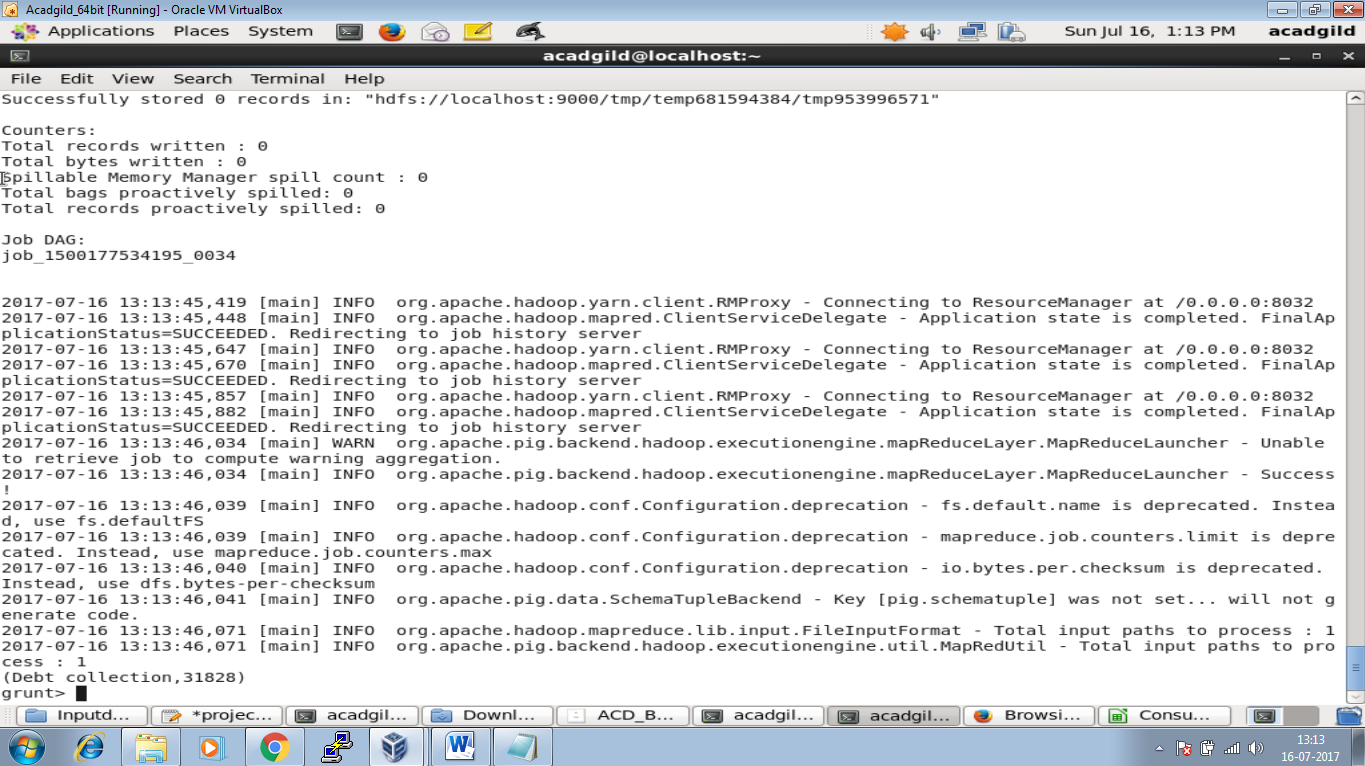 Acadgild_64bit [Running] - Oracle VM VirtualBox
Applications Places System Sun Jul 16, 1:13 PM acadgild
acadgild@localhost:~
File Edit View Search Terminal Help
Successfully stored 0 records in: "hdfs://localhost:9000/tmp/temp681594384/tmp953996571"
Counters:
Total records written : 0
Total bytes written : 0
Spillable Memory Manager spill count : 0
Total bags proactively spilled: 0
Total records proactively spilled: 0
Job DAG:
job_1500177534195_0034
2017-07-16 13:13:45,419 [main] INFO  org.apache.hadoop.yarn.client.RMProxy - Connecting to ResourceManager at /0.0.0.0:8032
2017-07-16 13:13:45,448 [main] INFO  org.apache.hadoop.mapred.ClientServiceDelegate - Application state is completed. FinalAp
plicationStatus=SUCCEEDED. Redirecting to job history server
2017-07-16 13:13:45,647 [main] INFO  org.apache.hadoop.yarn.client.RMProxy - Connecting to ResourceManager at /0.0.0.0:8032
2017-07-16 13:13:45,670 [main] INFO  org.apache.hadoop.mapred.ClientServiceDelegate - Application state is completed. FinalAp
plicationStatus=SUCCEEDED. Redirecting to job history server
2017-07-16 13:13:45,857 [main] INFO  org.apache.hadoop.yarn.client.RMProxy - Connecting to ResourceManager at /0.0.0.0:8032
2017-07-16 13:13:45,882 [main] INFO  org.apache.hadoop.mapred.ClientServiceDelegate - Application state is completed. FinalAp
plicationStatus=SUCCEEDED. Redirecting to job history server
2017-07-16 13:13:46,034 [main] WARN  org.apache.pig.backend.hadoop.executionengine.mapReduceLayer.MapReduceLauncher - Unable
to retrieve job to compute warning aggregation.
2017-07-16 13:13:46,034 [main] INFO  org.apache.pig.backend.hadoop.executionengine.mapReduceLayer.MapReduceLauncher - Success
!
2017-07-16 13:13:46,039 [main] INFO  org.apache.hadoop.conf.Configuration.deprecation - fs.default.name is deprecated. Instea
d, use fs.defaultFS
2017-07-16 13:13:46,039 [main] INFO  org.apache.hadoop.conf.Configuration.deprecation - mapreduce.job.counters.limit is depre
cated. Instead, use mapreduce.job.counters.max
2017-07-16 13:13:46,040 [main] INFO  org.apache.hadoop.conf.Configuration.deprecation - io.bytes.per.checksum is deprecated.
Instead, use dfs.bytes-per-checksum
2017-07-16 13:13:46,041 [main] INFO  org.apache.pig.data.SchemaTupleBackend - Key [pig.schematuple] was not set... will not g
enerate code.
2017-07-16 13:13:46,071 [main] INFO  org.apache.hadoop.mapreduce.lib.input.FileInputFormat - Total input paths to process : 1
2017-07-16 13:13:46,071 [main] INFO  org.apache.pig.backend.hadoop.executionengine.util.MapRedUtil - Total input paths to pro
cess : 1
(Debt collection,31828)
grunt>
Inputd... *projec... acadgil... Downl... ACD_B... acadgil... acadgil... Browsi... Consu...
13:13
16-07-2017